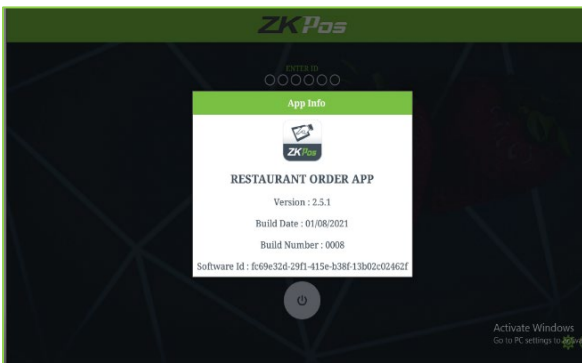 ZKPos
ENTER ID
App Info
ZKPos
RESTAURANT ORDER APP
Version : 2.5.1
Build Date : 01/08/2021
Build Number : 0008
Software Id : fc69e32d-29f1-415e-b38f-13b02c02462f
Activate Windows
Go to PC settings to